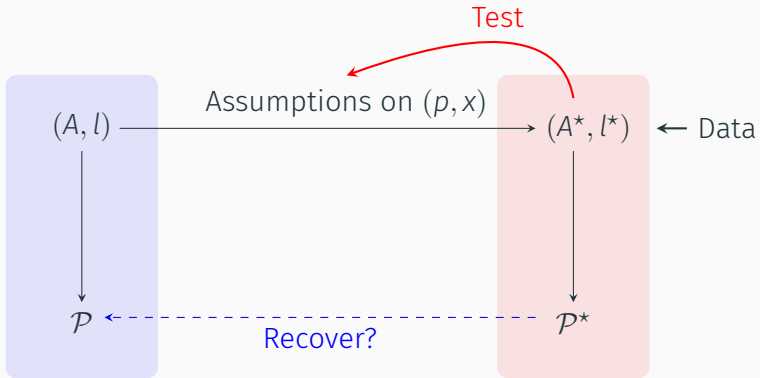 Test
Assumptions on (p, x)
(A, l)
(A⋆, l⋆)
Data
𝒫
𝒫⋆
Recover?